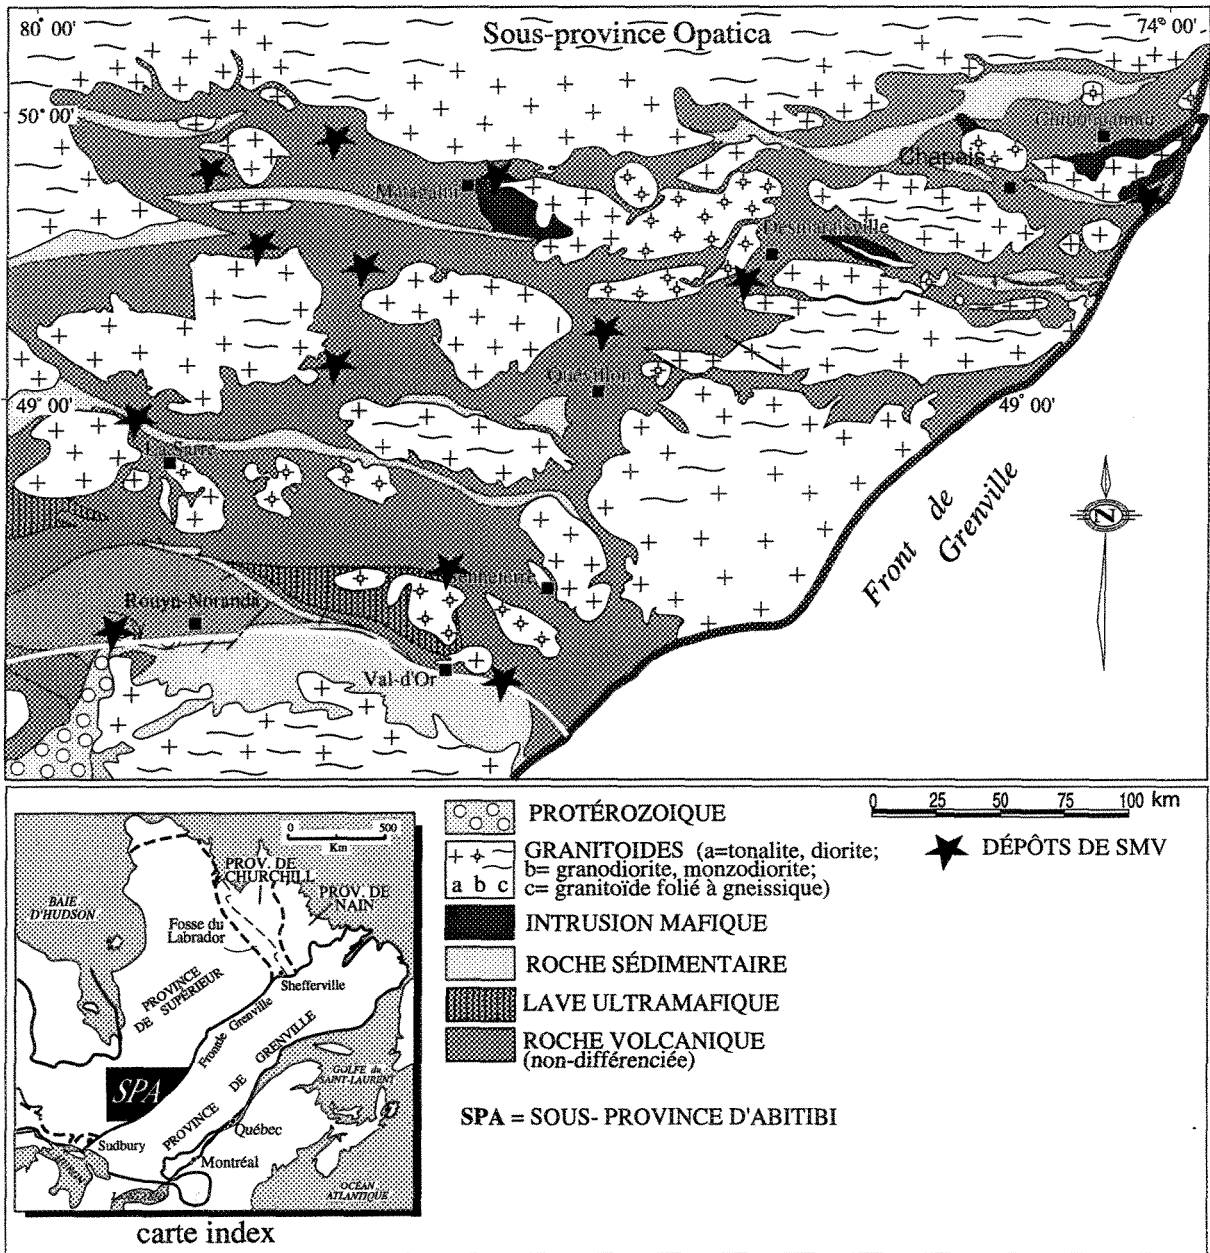 80° 00'
Sous-province Opatica
74° 00'
50° 00'
Chibougamau
Chapais
Matagami
Desmaraisville
Quévillon
49° 00'
49° 00'
La Sarre
Front de Grenville
N
Rouyn-Noranda
Val-d'Or
PROTÉROZOIQUE
GRANITOIDES (a=tonalite, diorite;
b= granodiorite, monzodiorite;
c= granitoïde folié à gneissique)
a b c
INTRUSION MAFIQUE
ROCHE SÉDIMENTAIRE
LAVE ULTRAMAFIQUE
ROCHE VOLCANIQUE
(non-différenciée)
SPA = SOUS- PROVINCE D'ABITIBI
0 25 50 75 100 km
DÉPÔTS DE SMV
0 500
Km
PROV. DE
CHURCHILL
PROV. DE
NAIN
BAIE
D'HUDSON
Fosse du
Labrador
PROVINCE
DE SUPÉRIEUR
Shefferville
Fronde Grenville
PROVINCE DE GRENVILLE
SPA
GOLFE du
SAINT-LAURENT
Québec
Sudbury
Montréal
OCÉAN
ATLANTIQUE
carte index